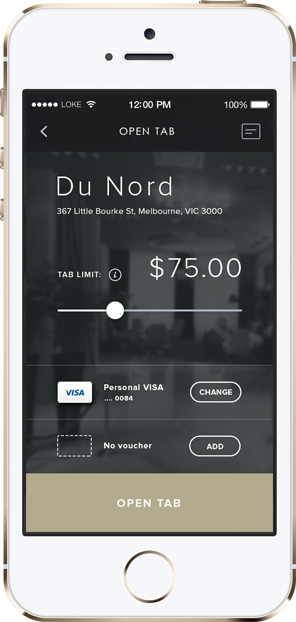 LOKE 12:00 PM 100%
OPEN TAB
Du Nord
367 Little Bourke St, Melbourne, VIC 3000
TAB LIMIT: i $75.00
VISA Personal VISA CHANGE
.... 0084
No voucher ADD
OPEN TAB